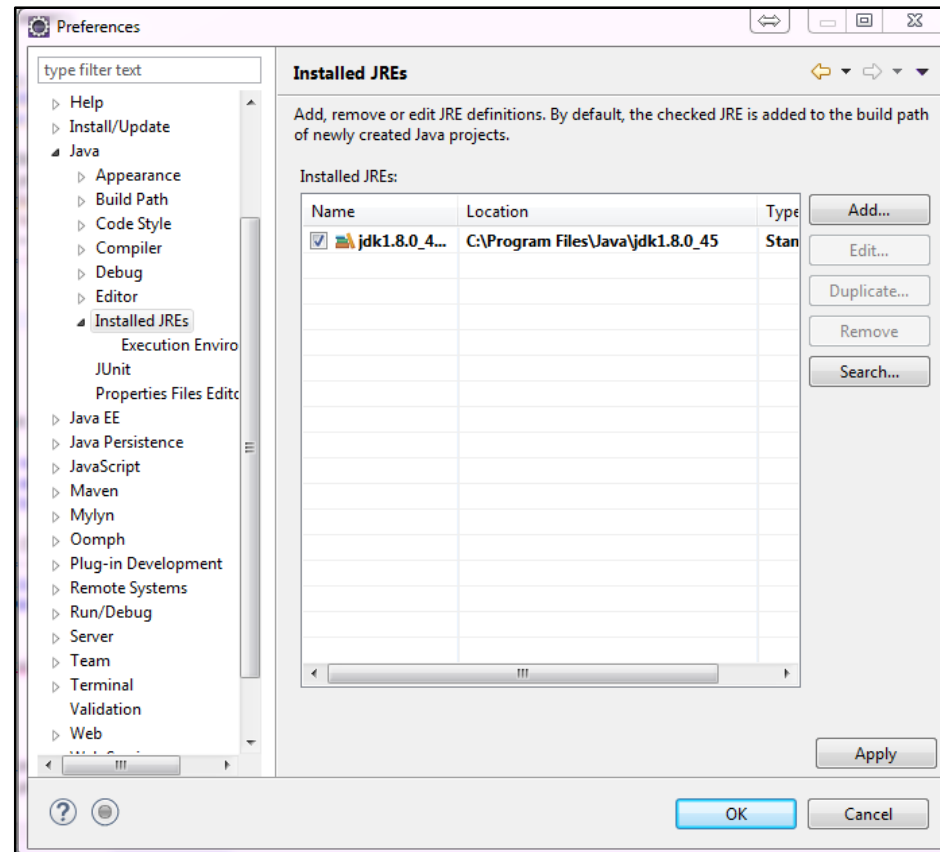 Preferences
type filter text
Help
Install/Update
Java
Appearance
Build Path
Code Style
Compiler
Debug
Editor
Installed JREs
Execution Enviro
JUnit
Properties Files Edito
Java EE
Java Persistence
JavaScript
Maven
Mylyn
Oomph
Plug-in Development
Remote Systems
Run/Debug
Server
Team
Terminal
Validation
Web
Installed JREs
Add, remove or edit JRE definitions. By default, the checked JRE is added to the build path
of newly created Java projects.
Installed JREs:
Name Location Type
jdk1.8.0_4... C:\Program Files\Java\jdk1.8.0_45 Stan
Add...
Edit...
Duplicate...
Remove
Search...
Apply
OK Cancel